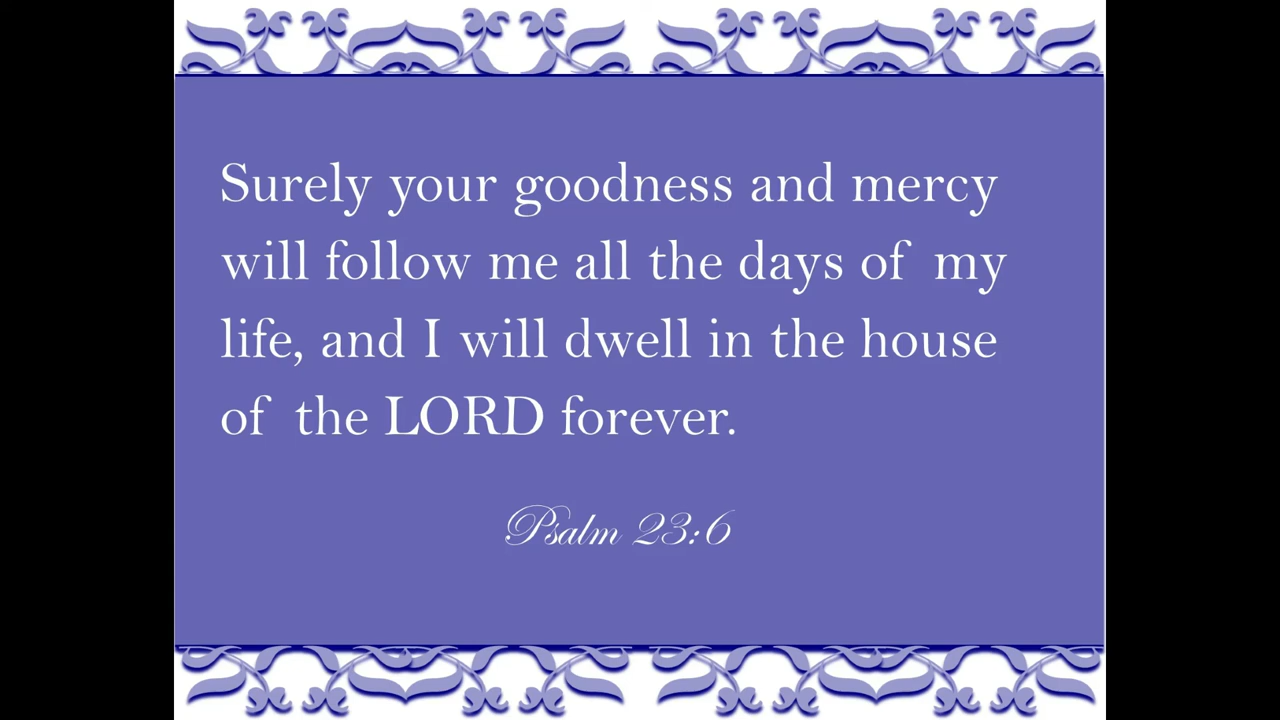 Surely your goodness and mercy
will follow me all the days of my
life, and I will dwell in the house
of the LORD forever.
Psalm 23:6